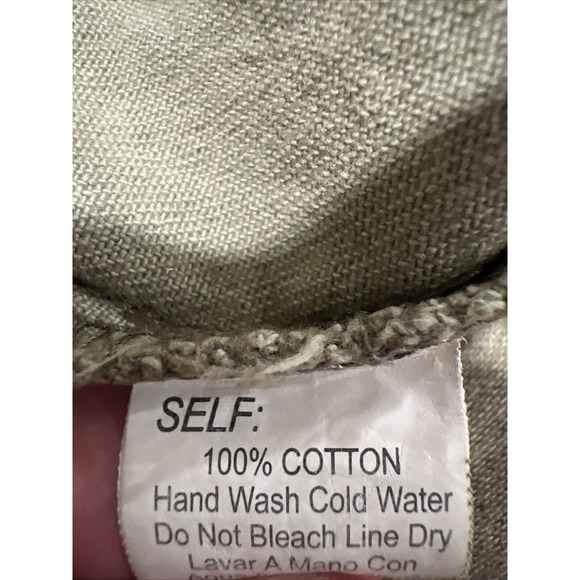 SELF:
100% COTTON
Hand Wash Cold Water
Do Not Bleach Line Dry
Lavar A Mano Con